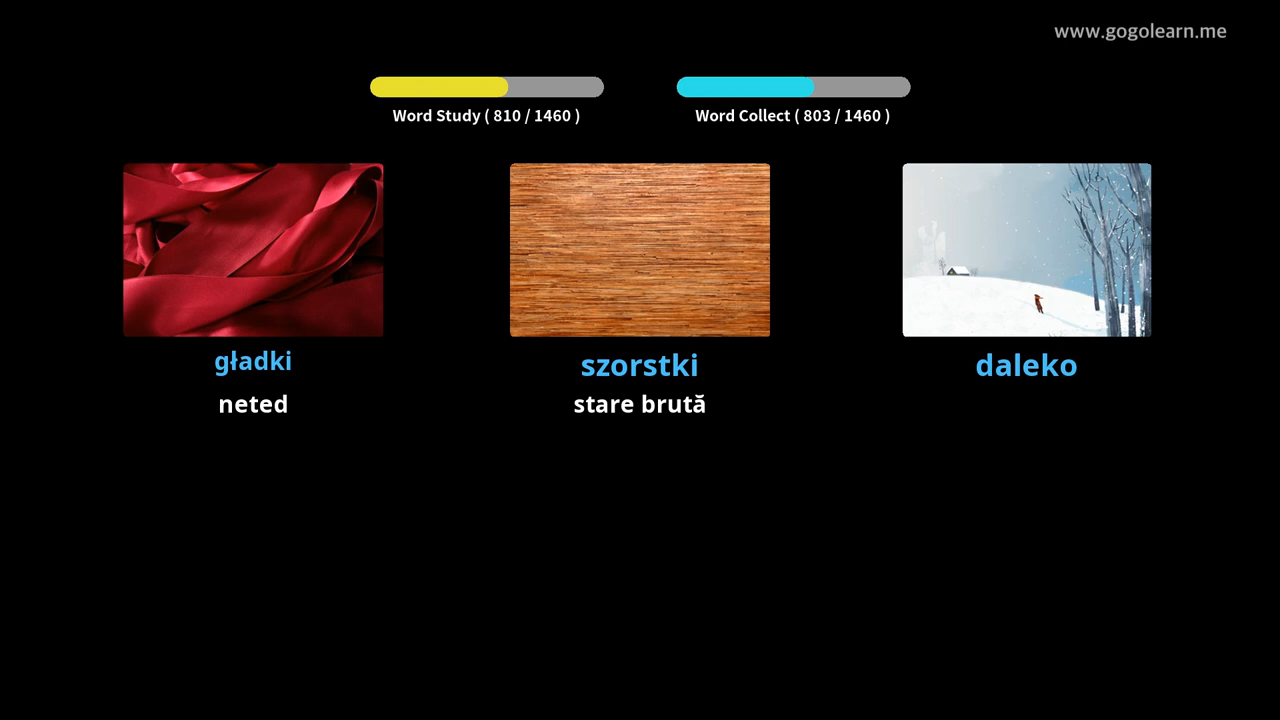 www.gogolearn.me
Word Study ( 810 / 1460 )
Word Collect ( 803 / 1460 )
gładki
szorstki
daleko
neted
stare brută